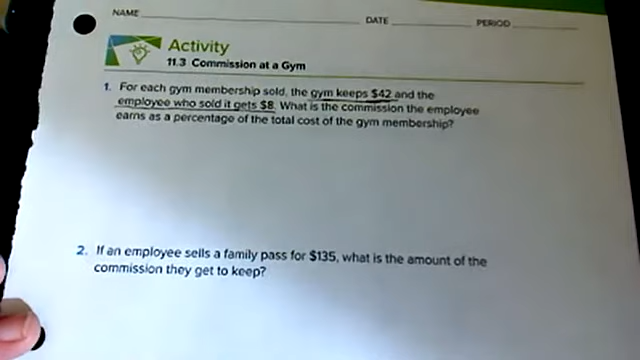 NAME DATE PERIOD
Activity
11.3 Commission at a Gym
1. For each gym membership sold, the gym keeps $42 and the
employee who sold it gets $8. What is the commission the employee
earns as a percentage of the total cost of the gym membership?
2. If an employee sells a family pass for $135, what is the amount of the
commission they get to keep?